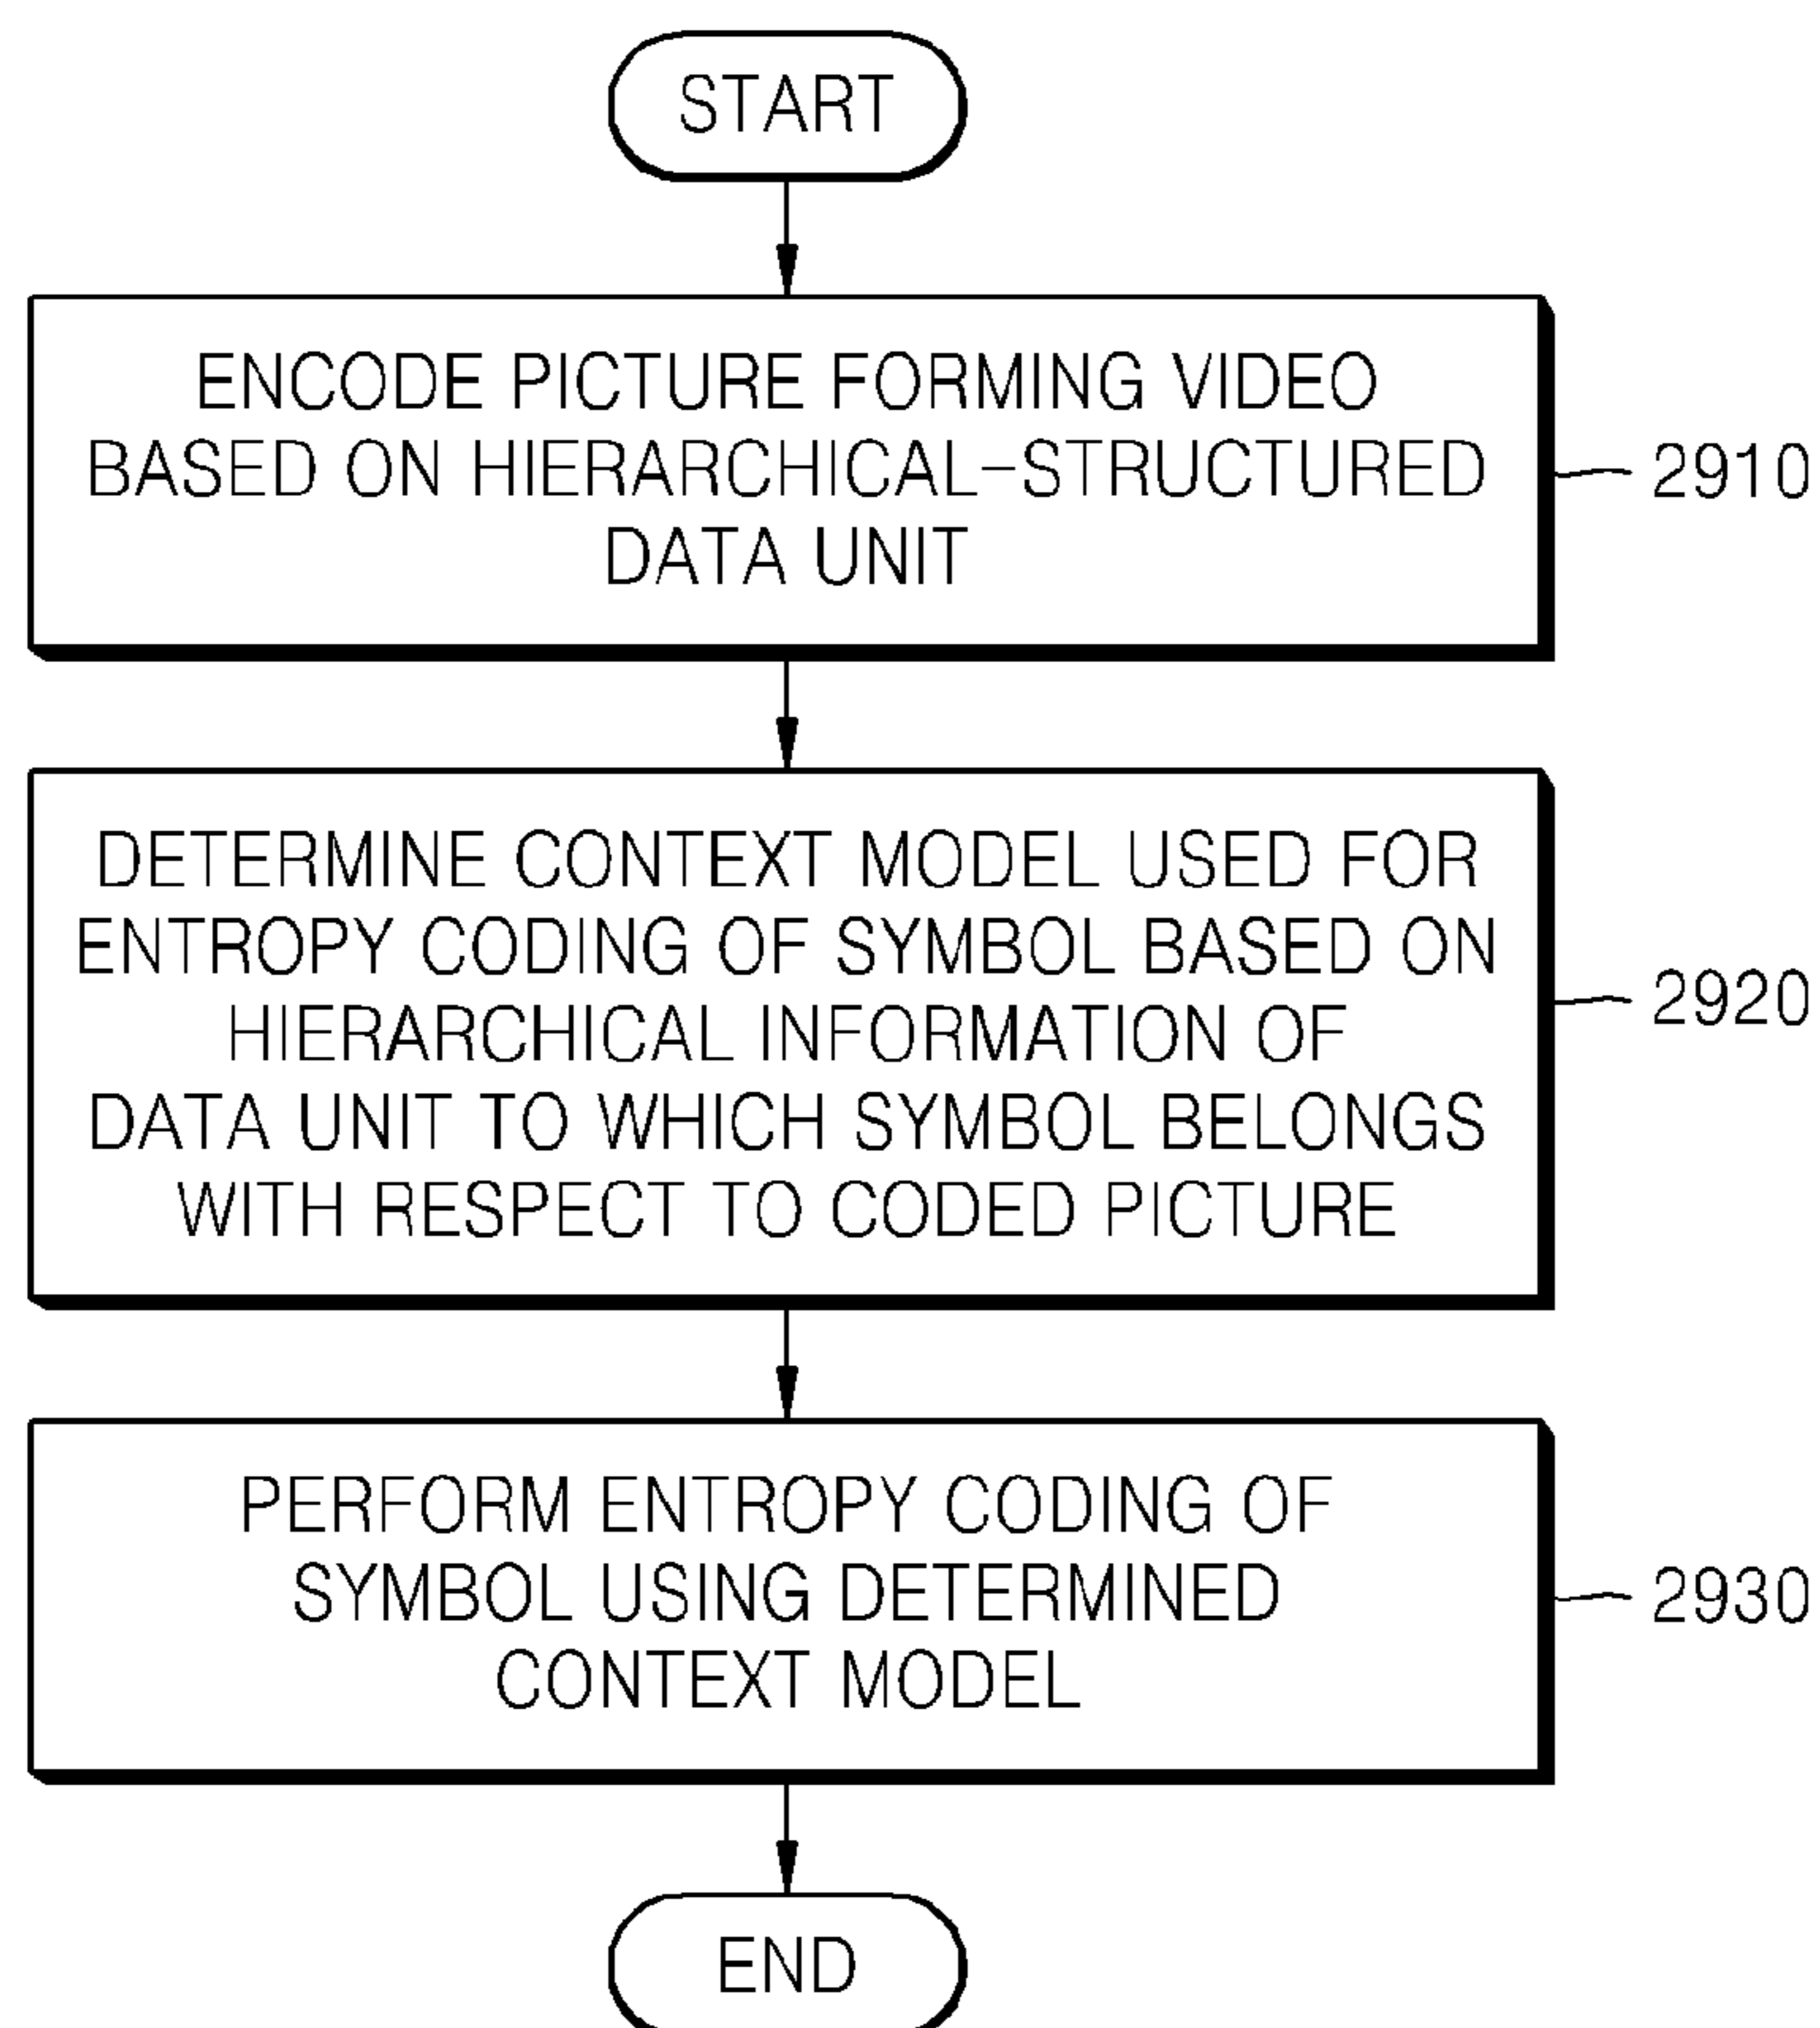 START
ENCODE PICTURE FORMING VIDEO
BASED ON HIERARCHICAL-STRUCTURED
DATA UNIT
2910
DETERMINE CONTEXT MODEL USED FOR
ENTROPY CODING OF SYMBOL BASED ON
HIERARCHICAL INFORMATION OF
DATA UNIT TO WHICH SYMBOL BELONGS
WITH RESPECT TO CODED PICTURE
2920
PERFORM ENTROPY CODING OF
SYMBOL USING DETERMINED
CONTEXT MODEL
2930
END